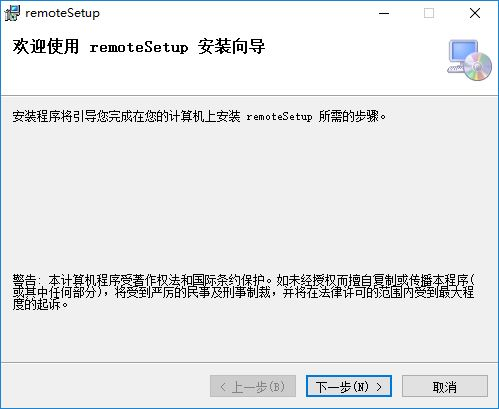 remoteSetup
欢迎使用 remoteSetup 安装向导
安装程序将引导您完成在您的计算机上安装 remoteSetup 所需的步骤。
警告: 本计算机程序受著作权法和国际条约保护。如未经授权而擅自复制或传播本程序(
或其中任何部分)，将受到严厉的民事及刑事制裁，并将在法律许可的范围内受到最大程
度的起诉。
< 上一步(B)
下一步(N) >
取消